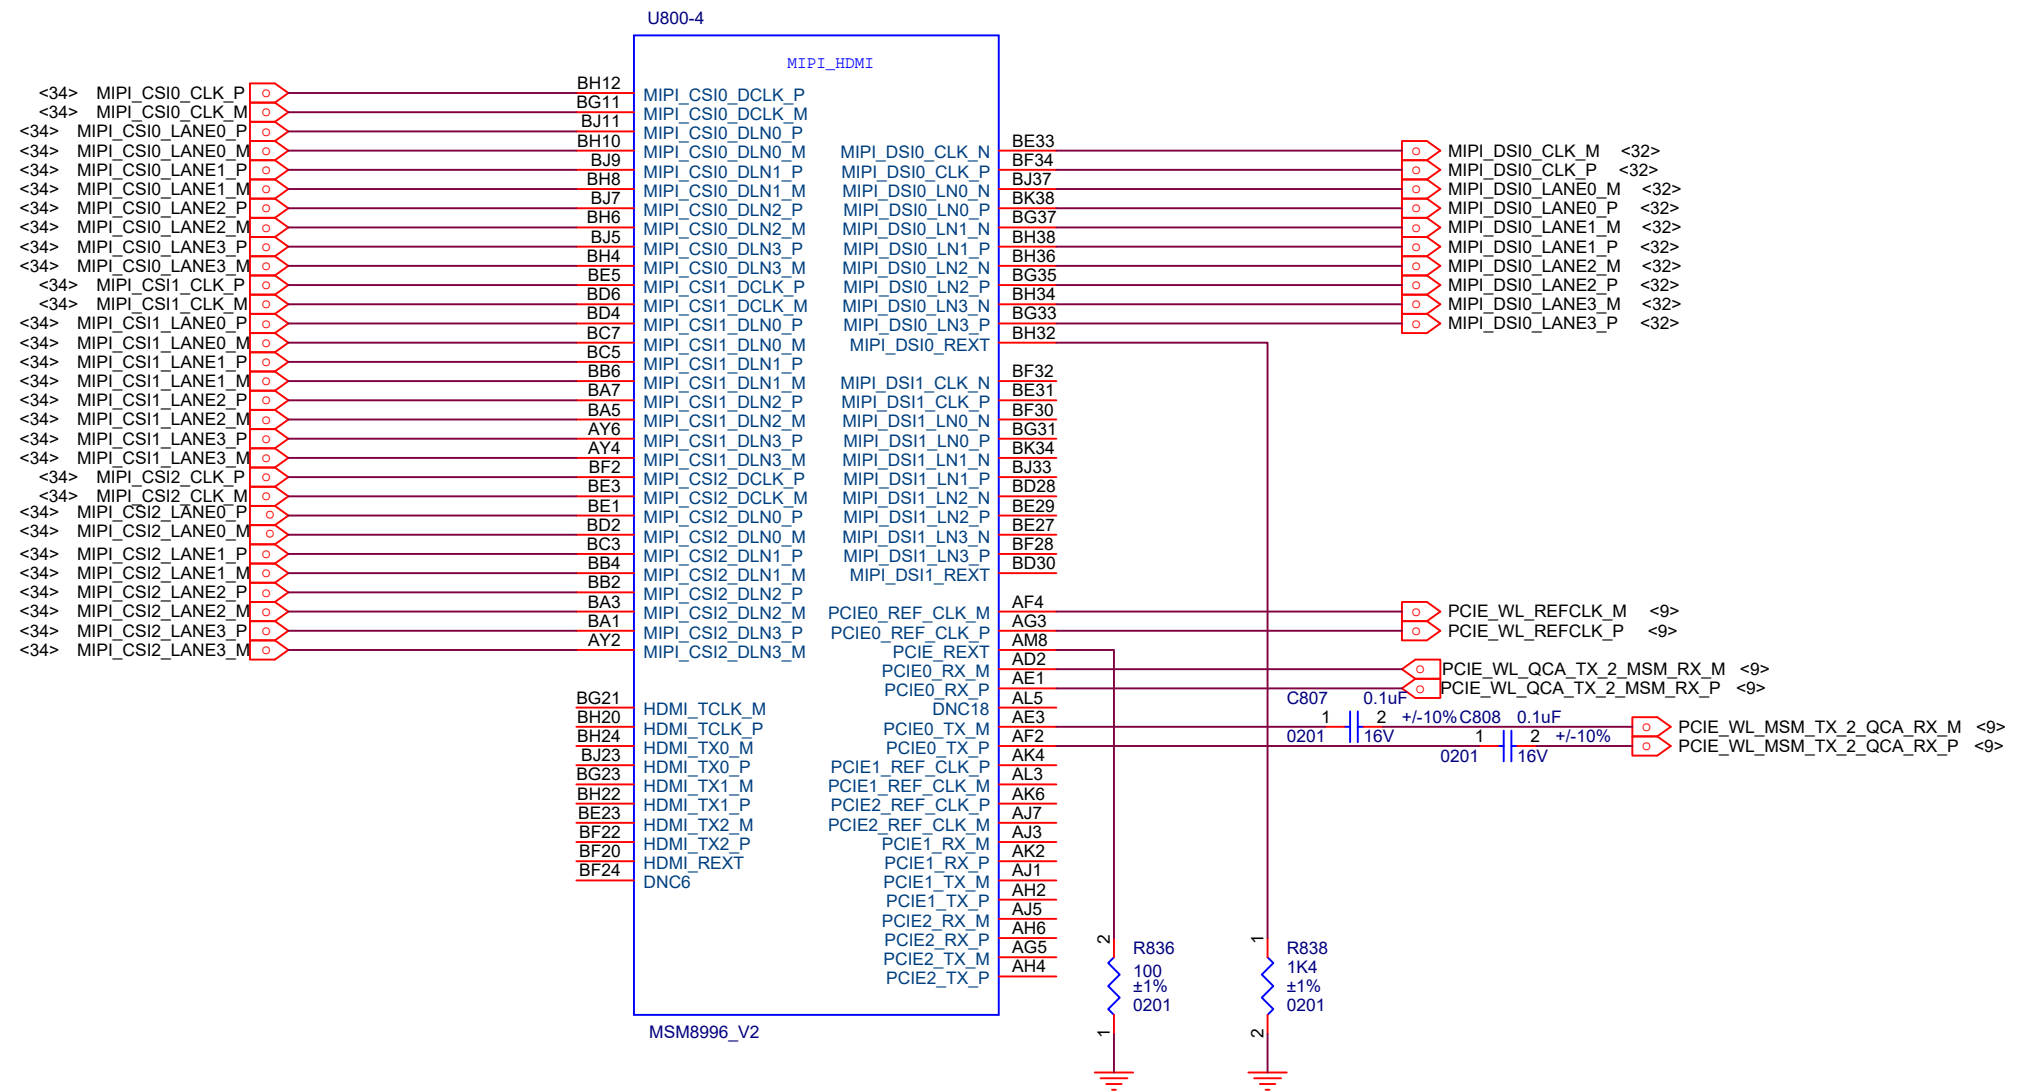 U800-4
MIPI_HDMI
<34> MIPI_CSI0_CLK_P BH12 MIPI_CSI0_DCLK_P
<34> MIPI_CSI0_CLK_M BG11 MIPI_CSI0_DCLK_M
<34> MIPI_CSI0_LANE0_P BJ11 MIPI_CSI0_DLN0_P
<34> MIPI_CSI0_LANE0_M BH10 MIPI_CSI0_DLN0_M
<34> MIPI_CSI0_LANE1_P BJ9 MIPI_CSI0_DLN1_P
<34> MIPI_CSI0_LANE1_M BH8 MIPI_CSI0_DLN1_M
<34> MIPI_CSI0_LANE2_P BJ7 MIPI_CSI0_DLN2_P
<34> MIPI_CSI0_LANE2_M BH6 MIPI_CSI0_DLN2_M
<34> MIPI_CSI0_LANE3_P BJ5 MIPI_CSI0_DLN3_P
<34> MIPI_CSI0_LANE3_M BH4 MIPI_CSI0_DLN3_M
<34> MIPI_CSI1_CLK_P BE5 MIPI_CSI1_DCLK_P
<34> MIPI_CSI1_CLK_M BD6 MIPI_CSI1_DCLK_M
<34> MIPI_CSI1_LANE0_P BD4 MIPI_CSI1_DLN0_P
<34> MIPI_CSI1_LANE0_M BC7 MIPI_CSI1_DLN0_M
<34> MIPI_CSI1_LANE1_P BC5 MIPI_CSI1_DLN1_P
<34> MIPI_CSI1_LANE1_M BB6 MIPI_CSI1_DLN1_M
<34> MIPI_CSI1_LANE2_P BA7 MIPI_CSI1_DLN2_P
<34> MIPI_CSI1_LANE2_M BA5 MIPI_CSI1_DLN2_M
<34> MIPI_CSI1_LANE3_P AY6 MIPI_CSI1_DLN3_P
<34> MIPI_CSI1_LANE3_M AY4 MIPI_CSI1_DLN3_M
<34> MIPI_CSI2_CLK_P BF2 MIPI_CSI2_DCLK_P
<34> MIPI_CSI2_CLK_M BE3 MIPI_CSI2_DCLK_M
<34> MIPI_CSI2_LANE0_P BE1 MIPI_CSI2_DLN0_P
<34> MIPI_CSI2_LANE0_M BD2 MIPI_CSI2_DLN0_M
<34> MIPI_CSI2_LANE1_P BC3 MIPI_CSI2_DLN1_P
<34> MIPI_CSI2_LANE1_M BB4 MIPI_CSI2_DLN1_M
<34> MIPI_CSI2_LANE2_P BB2 MIPI_CSI2_DLN2_P
<34> MIPI_CSI2_LANE2_M BA3 MIPI_CSI2_DLN2_M
<34> MIPI_CSI2_LANE3_P BA1 MIPI_CSI2_DLN3_P
<34> MIPI_CSI2_LANE3_M AY2 MIPI_CSI2_DLN3_M
BG21 HDMI_TCLK_M
BH20 HDMI_TCLK_P
BH24 HDMI_TX0_M
BJ23 HDMI_TX0_P
BG23 HDMI_TX1_M
BH22 HDMI_TX1_P
BE23 HDMI_TX2_M
BF22 HDMI_TX2_P
BF20 HDMI_REXT
BF24 DNC6
MIPI_DSI0_CLK_N BE33 MIPI_DSI0_CLK_M <32>
MIPI_DSI0_CLK_P BF34 MIPI_DSI0_CLK_P <32>
MIPI_DSI0_LN0_N BJ37 MIPI_DSI0_LANE0_M <32>
MIPI_DSI0_LN0_P BK38 MIPI_DSI0_LANE0_P <32>
MIPI_DSI0_LN1_N BG37 MIPI_DSI0_LANE1_M <32>
MIPI_DSI0_LN1_P BH38 MIPI_DSI0_LANE1_P <32>
MIPI_DSI0_LN2_N BH36 MIPI_DSI0_LANE2_M <32>
MIPI_DSI0_LN2_P BG35 MIPI_DSI0_LANE2_P <32>
MIPI_DSI0_LN3_N BH34 MIPI_DSI0_LANE3_M <32>
MIPI_DSI0_LN3_P BG33 MIPI_DSI0_LANE3_P <32>
MIPI_DSI0_REXT BH32
MIPI_DSI1_CLK_N BF32
MIPI_DSI1_CLK_P BE31
MIPI_DSI1_LN0_N BF30
MIPI_DSI1_LN0_P BG31
MIPI_DSI1_LN1_N BK34
MIPI_DSI1_LN1_P BJ33
MIPI_DSI1_LN2_N BD28
MIPI_DSI1_LN2_P BE29
MIPI_DSI1_LN3_N BE27
MIPI_DSI1_LN3_P BF28
MIPI_DSI1_REXT BD30
PCIE0_REF_CLK_M AF4 PCIE_WL_REFCLK_M <9>
PCIE0_REF_CLK_P AG3 PCIE_WL_REFCLK_P <9>
PCIE_REXT AM8
PCIE0_RX_M AD2 PCIE_WL_QCA_TX_2_MSM_RX_M <9>
PCIE0_RX_P AE1 PCIE_WL_QCA_TX_2_MSM_RX_P <9>
DNC18 AL5 C807 0.1uF
PCIE0_TX_M AE3 1 2 +/-10% C808 0.1uF PCIE_WL_MSM_TX_2_QCA_RX_M <9>
PCIE0_TX_P AF2 0201 16V 1 2 +/-10% PCIE_WL_MSM_TX_2_QCA_RX_P <9>
0201 16V
PCIE1_REF_CLK_P AK4
PCIE1_REF_CLK_M AL3
PCIE2_REF_CLK_P AK6
PCIE2_REF_CLK_M AJ7
PCIE1_RX_M AJ3
PCIE1_RX_P AK2
PCIE1_TX_M AJ1
PCIE1_TX_P AH2
PCIE2_RX_M AJ5
PCIE2_RX_P AH6
PCIE2_TX_M AG5
PCIE2_TX_P AH4
2 R836
100
±1%
0201
1
1 R838
1K4
±1%
0201
2
MSM8996_V2